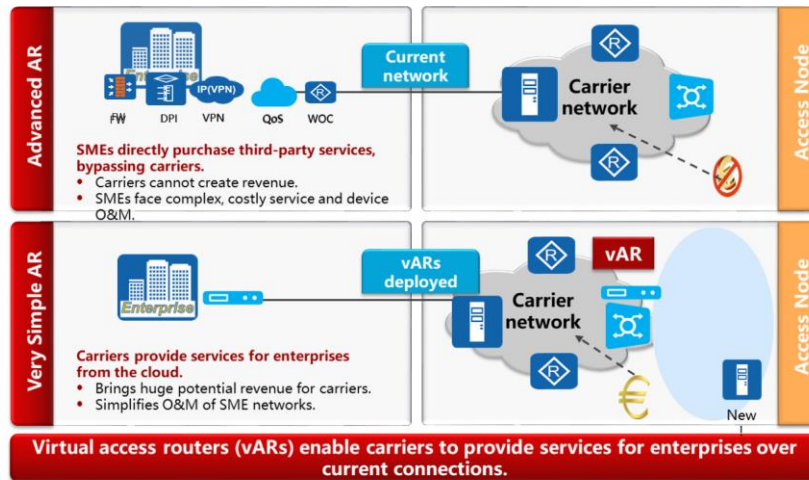 Advanced AR
Enterprise
FW
DPI
IP(VPN)
VPN
QoS
WOC
SMEs directly purchase third-party services,
bypassing carriers.
• Carriers cannot create revenue.
• SMEs face complex, costly service and device
O&M.
Current
network
R
Carrier
network
R
Access Node
Very Simple AR
Enterprise
Carriers provide services for enterprises
from the cloud.
• Brings huge potential revenue for carriers.
• Simplifies O&M of SME networks.
vARs
deployed
R
vAR
Carrier
network
R
€
New
Access Node
Virtual access routers (vARs) enable carriers to provide services for enterprises over
current connections.